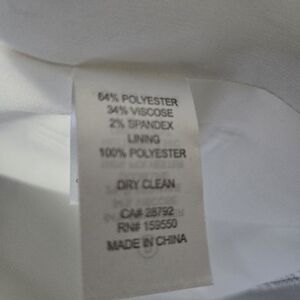 64% POLYESTER
34% VISCOSE
2% SPANDEX
LINING
100% POLYESTER
DRY CLEAN
CA# 28792
RN# 159550
MADE IN CHINA